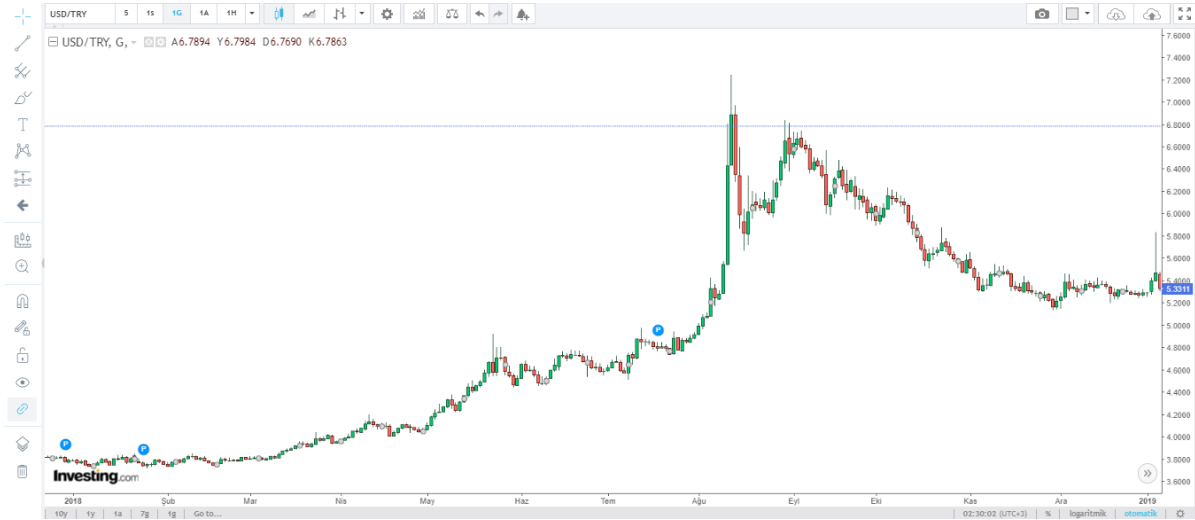 USD/TRY 5 1s 1G 1A 1H
USD/TRY, G, A6.7894 Y6.7984 D6.7690 K6.7863
7.6000
7.4000
7.2000
7.0000
6.8000
6.6000
6.4000
6.2000
6.0000
5.8000
5.6000
5.4000
5.3311
5.2000
5.0000
4.8000
4.6000
4.4000
4.2000
4.0000
3.8000
3.6000
P
P
P
Investing.com
2018 Şub Mar Nis May Haz Tem Ağu Eyl Eki Kas Ara 2019
10y 1y 1a 7g 1g Go to... 02:30:02 (UTC+3) % logaritmik otomatik